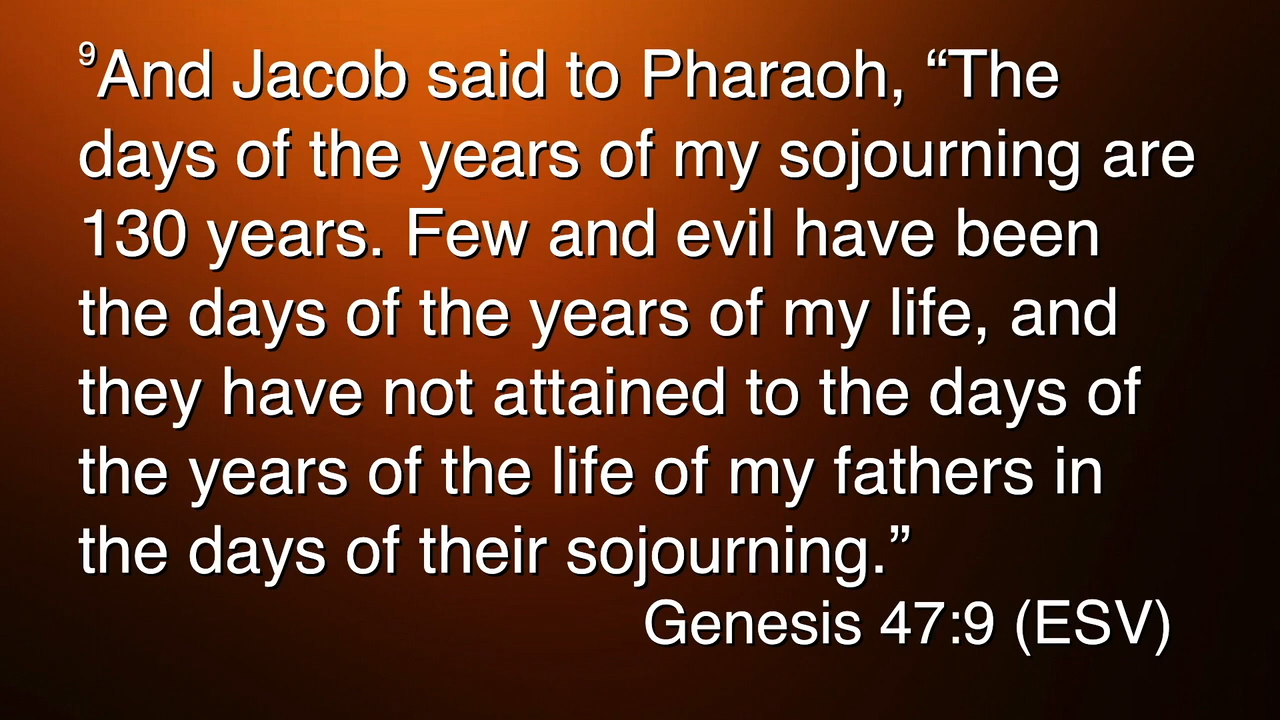 9And Jacob said to Pharaoh, “The
days of the years of my sojourning are
130 years. Few and evil have been
the days of the years of my life, and
they have not attained to the days of
the years of the life of my fathers in
the days of their sojourning.”
Genesis 47:9 (ESV)